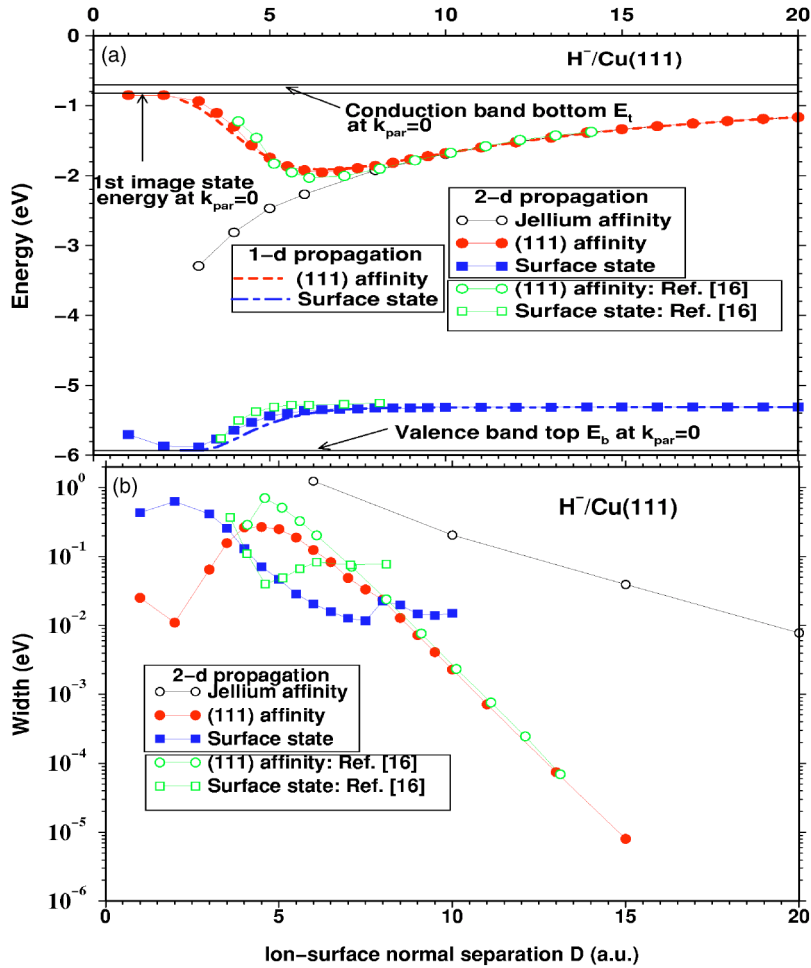 0 5 10 15 20
0
(a)
H⁻/Cu(111)
Conduction band bottom E_t
at k_par=0
−1
1st image state
energy at k_par=0
−2
2−d propagation
Jellium affinity
(111) affinity
Surface state
−3
1−d propagation
(111) affinity
Surface state
(111) affinity: Ref. [16]
Surface state: Ref. [16]
−4
−5
Valence band top E_b at k_par=0
−6
Energy (eV)
10⁰
(b)
H⁻/Cu(111)
10⁻¹
10⁻²
10⁻³
2−d propagation
Jellium affinity
(111) affinity
Surface state
(111) affinity: Ref. [16]
Surface state: Ref. [16]
10⁻⁴
10⁻⁵
10⁻⁶
Width (eV)
0 5 10 15 20
Ion−surface normal separation D (a.u.)